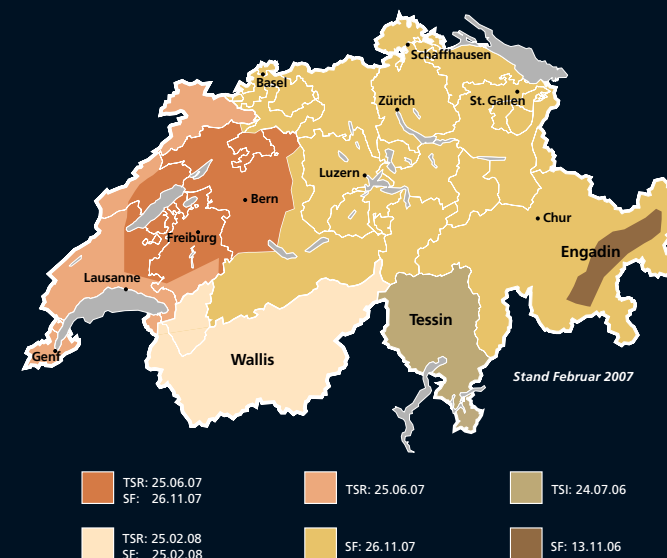 Schaffhausen
Basel
Zürich
St. Gallen
Luzern
Bern
Chur
Freiburg
Engadin
Lausanne
Tessin
Genf
Wallis
Stand Februar 2007
TSR: 25.06.07
SF: 26.11.07
TSR: 25.06.07
TSI: 24.07.06
TSR: 25.02.08
SF: 25.02.08
SF: 26.11.07
SF: 13.11.06